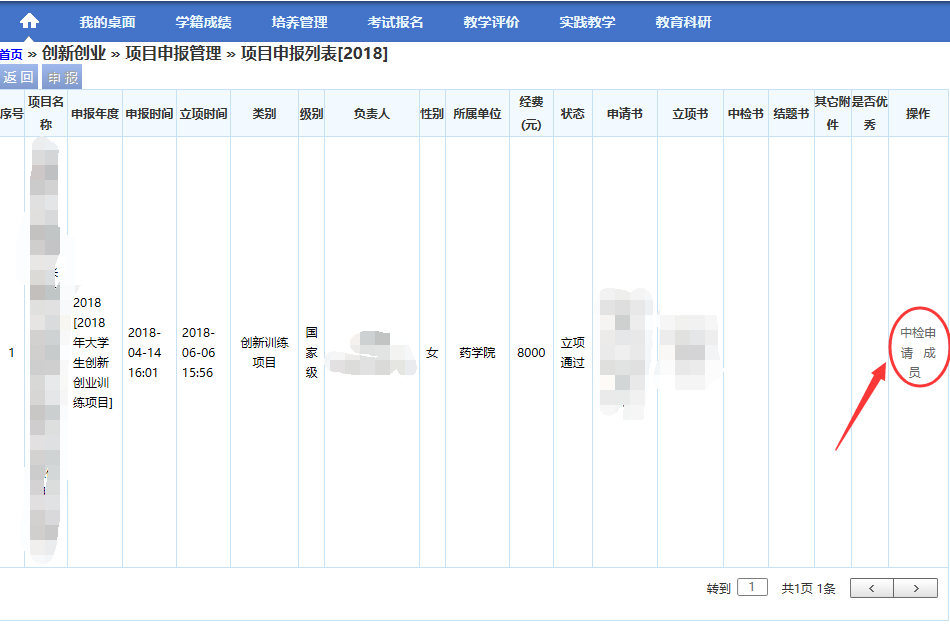 我的桌面 学籍成绩 培养管理 考试报名 教学评价 实践教学 教育科研
首页 » 创新创业 » 项目申报管理 » 项目申报列表[2018]
返 回 申 报
序号 项目名称 申报年度 申报时间 立项时间 类别 级别 负责人 性别 所属单位 经费(元) 状态 申请书 立项书 中检书 结题书 其它附件 是否优秀 操作
1 2018[2018年大学生创新创业训练项目] 2018-04-14 16:01 2018-06-06 15:56 创新训练项目 国家级 女 药学院 8000 立项通过 中检申请 成员
转到 1 共1页 1条 < >